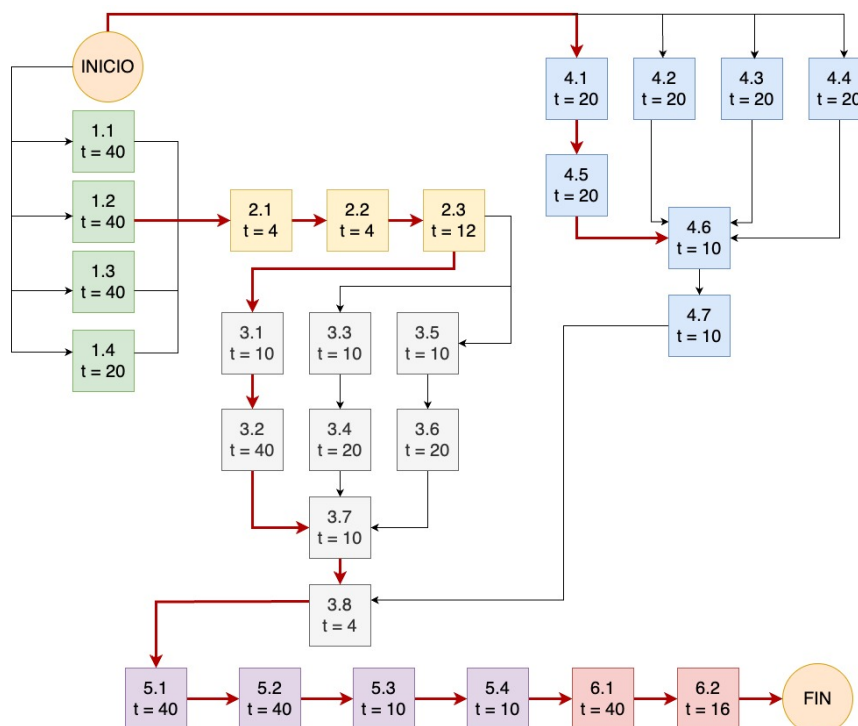 INICIO
4.1
t = 20
4.2
t = 20
4.3
t = 20
4.4
t = 20
1.1
t = 40
1.2
t = 40
1.3
t = 40
1.4
t = 20
2.1
t = 4
2.2
t = 4
2.3
t = 12
4.5
t = 20
4.6
t = 10
4.7
t = 10
3.1
t = 10
3.3
t = 10
3.5
t = 10
3.2
t = 40
3.4
t = 20
3.6
t = 20
3.7
t = 10
3.8
t = 4
5.1
t = 40
5.2
t = 40
5.3
t = 10
5.4
t = 10
6.1
t = 40
6.2
t = 16
FIN